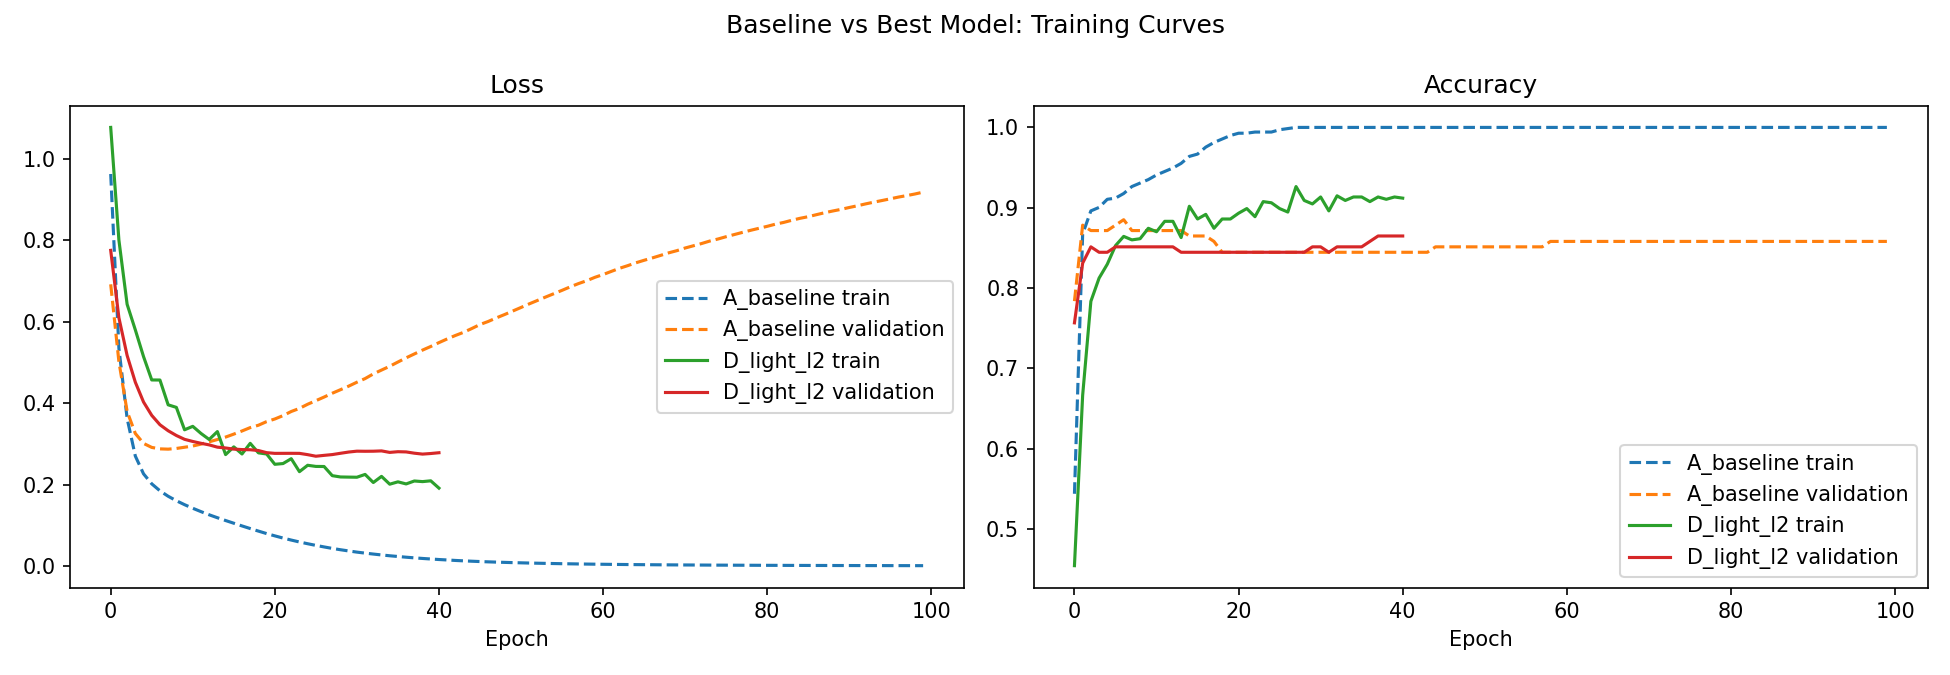 Baseline vs Best Model: Training Curves
Loss
1.0
0.8
0.6
0.4
0.2
0.0
A_baseline train
A_baseline validation
D_light_l2 train
D_light_l2 validation
0 20 40 60 80 100
Epoch
Accuracy
1.0
0.9
0.8
0.7
0.6
0.5
A_baseline train
A_baseline validation
D_light_l2 train
D_light_l2 validation
0 20 40 60 80 100
Epoch